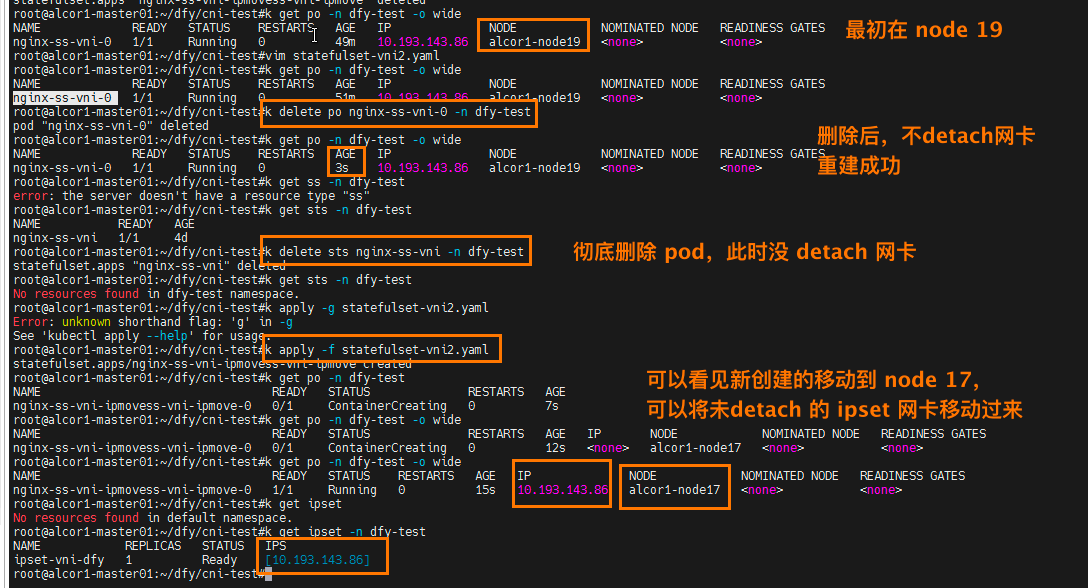 statefulset.apps "nginx-ss-vni-ipmovess-vni-ipmove" deleted
root@alcor1-master01:~/dfy/cni-test#k get po -n dfy-test -o wide
NAME READY STATUS RESTARTS AGE IP NODE NOMINATED NODE READINESS GATES
nginx-ss-vni-0 1/1 Running 0 49m 10.193.143.86 alcor1-node19 <none> <none>
最初在 node 19
root@alcor1-master01:~/dfy/cni-test#vim statefulset-vni2.yaml
root@alcor1-master01:~/dfy/cni-test#k get po -n dfy-test -o wide
NAME READY STATUS RESTARTS AGE IP NODE NOMINATED NODE READINESS GATES
nginx-ss-vni-0 1/1 Running 0 51m 10.193.143.86 alcor1-node19 <none> <none>
root@alcor1-master01:~/dfy/cni-test#k delete po nginx-ss-vni-0 -n dfy-test
pod "nginx-ss-vni-0" deleted
root@alcor1-master01:~/dfy/cni-test#k get po -n dfy-test -o wide
NAME READY STATUS RESTARTS AGE IP NODE NOMINATED NODE READINESS GATES
nginx-ss-vni-0 1/1 Running 0 3s 10.193.143.86 alcor1-node19 <none> <none>
删除后，不detach网卡
重建成功
root@alcor1-master01:~/dfy/cni-test#k get ss -n dfy-test
error: the server doesn't have a resource type "ss"
root@alcor1-master01:~/dfy/cni-test#k get sts -n dfy-test
NAME READY AGE
nginx-ss-vni 1/1 4d
root@alcor1-master01:~/dfy/cni-test#k delete sts nginx-ss-vni -n dfy-test
彻底删除 pod，此时没 detach 网卡
statefulset.apps "nginx-ss-vni" deleted
root@alcor1-master01:~/dfy/cni-test#k get sts -n dfy-test
No resources found in dfy-test namespace.
root@alcor1-master01:~/dfy/cni-test#k apply -g statefulset-vni2.yaml
Error: unknown shorthand flag: 'g' in -g
See 'kubectl apply --help' for usage.
root@alcor1-master01:~/dfy/cni-test#k apply -f statefulset-vni2.yaml
statefulset.apps/nginx-ss-vni-ipmovess-vni-ipmove created
root@alcor1-master01:~/dfy/cni-test#k get po -n dfy-test
NAME READY STATUS RESTARTS AGE
nginx-ss-vni-ipmovess-vni-ipmove-0 0/1 ContainerCreating 0 7s
可以看见新创建的移动到 node 17，
可以将未detach 的 ipset 网卡移动过来
root@alcor1-master01:~/dfy/cni-test#k get po -n dfy-test -o wide
NAME READY STATUS RESTARTS AGE IP NODE NOMINATED NODE READINESS GATES
nginx-ss-vni-ipmovess-vni-ipmove-0 0/1 ContainerCreating 0 12s <none> alcor1-node17 <none> <none>
root@alcor1-master01:~/dfy/cni-test#k get po -n dfy-test -o wide
NAME READY STATUS RESTARTS AGE IP NODE NOMINATED NODE READINESS GATES
nginx-ss-vni-ipmovess-vni-ipmove-0 1/1 Running 0 15s 10.193.143.86 alcor1-node17 <none> <none>
root@alcor1-master01:~/dfy/cni-test#k get ipset
No resources found in default namespace.
root@alcor1-master01:~/dfy/cni-test#k get ipset -n dfy-test
NAME REPLICAS STATUS IPS
ipset-vni-dfy 1 Ready [10.193.143.86]
root@alcor1-master01:~/dfy/cni-test#